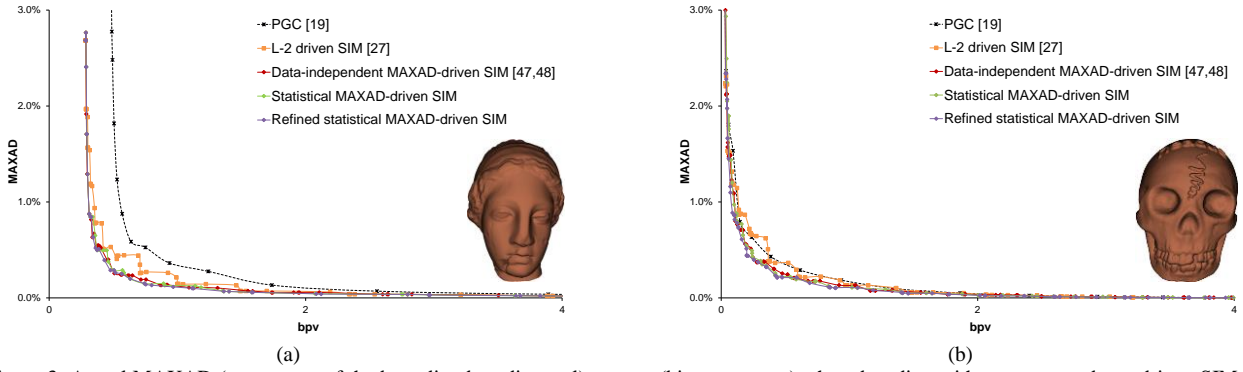 3.0%
2.0%
1.0%
0.0%
MAXAD
0
2
4
bpv
PGC [19]
L-2 driven SIM [27]
Data-independent MAXAD-driven SIM [47,48]
Statistical MAXAD-driven SIM
Refined statistical MAXAD-driven SIM
(a)
3.0%
2.0%
1.0%
0.0%
MAXAD
0
2
4
bpv
PGC [19]
L-2 driven SIM [27]
Data-independent MAXAD-driven SIM [47,48]
Statistical MAXAD-driven SIM
Refined statistical MAXAD-driven SIM
(b)